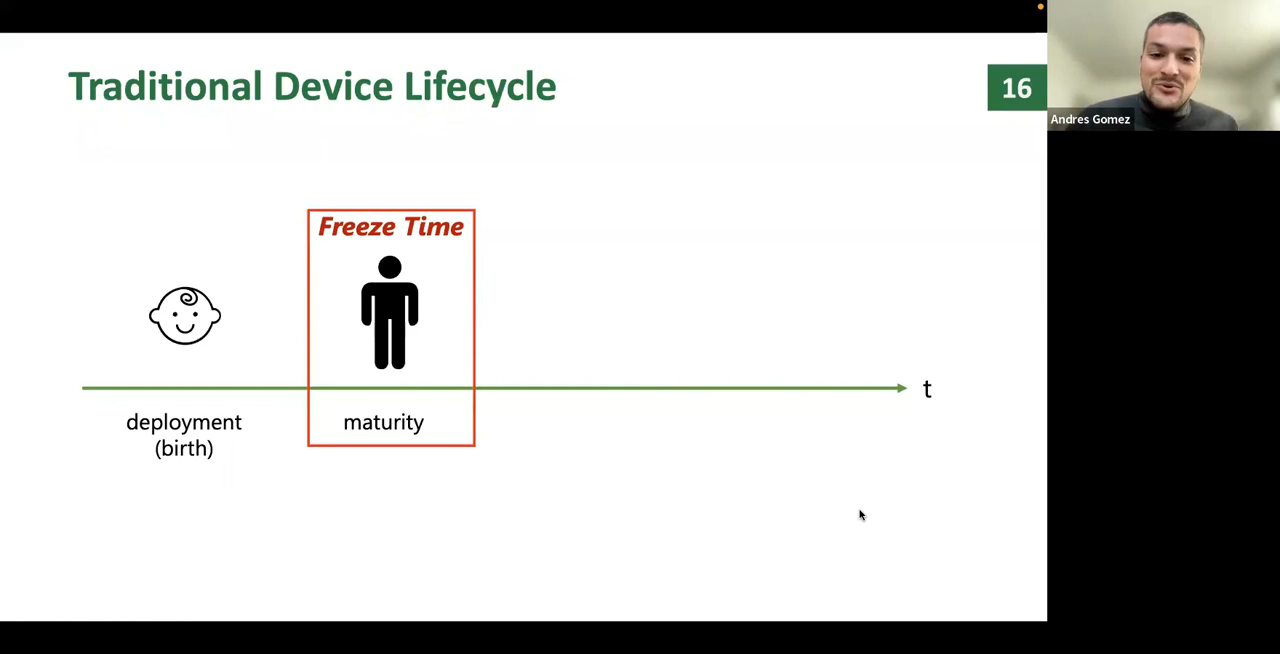 Traditional Device Lifecycle
16
Andres Gomez
Freeze Time
t
deployment
(birth)
maturity